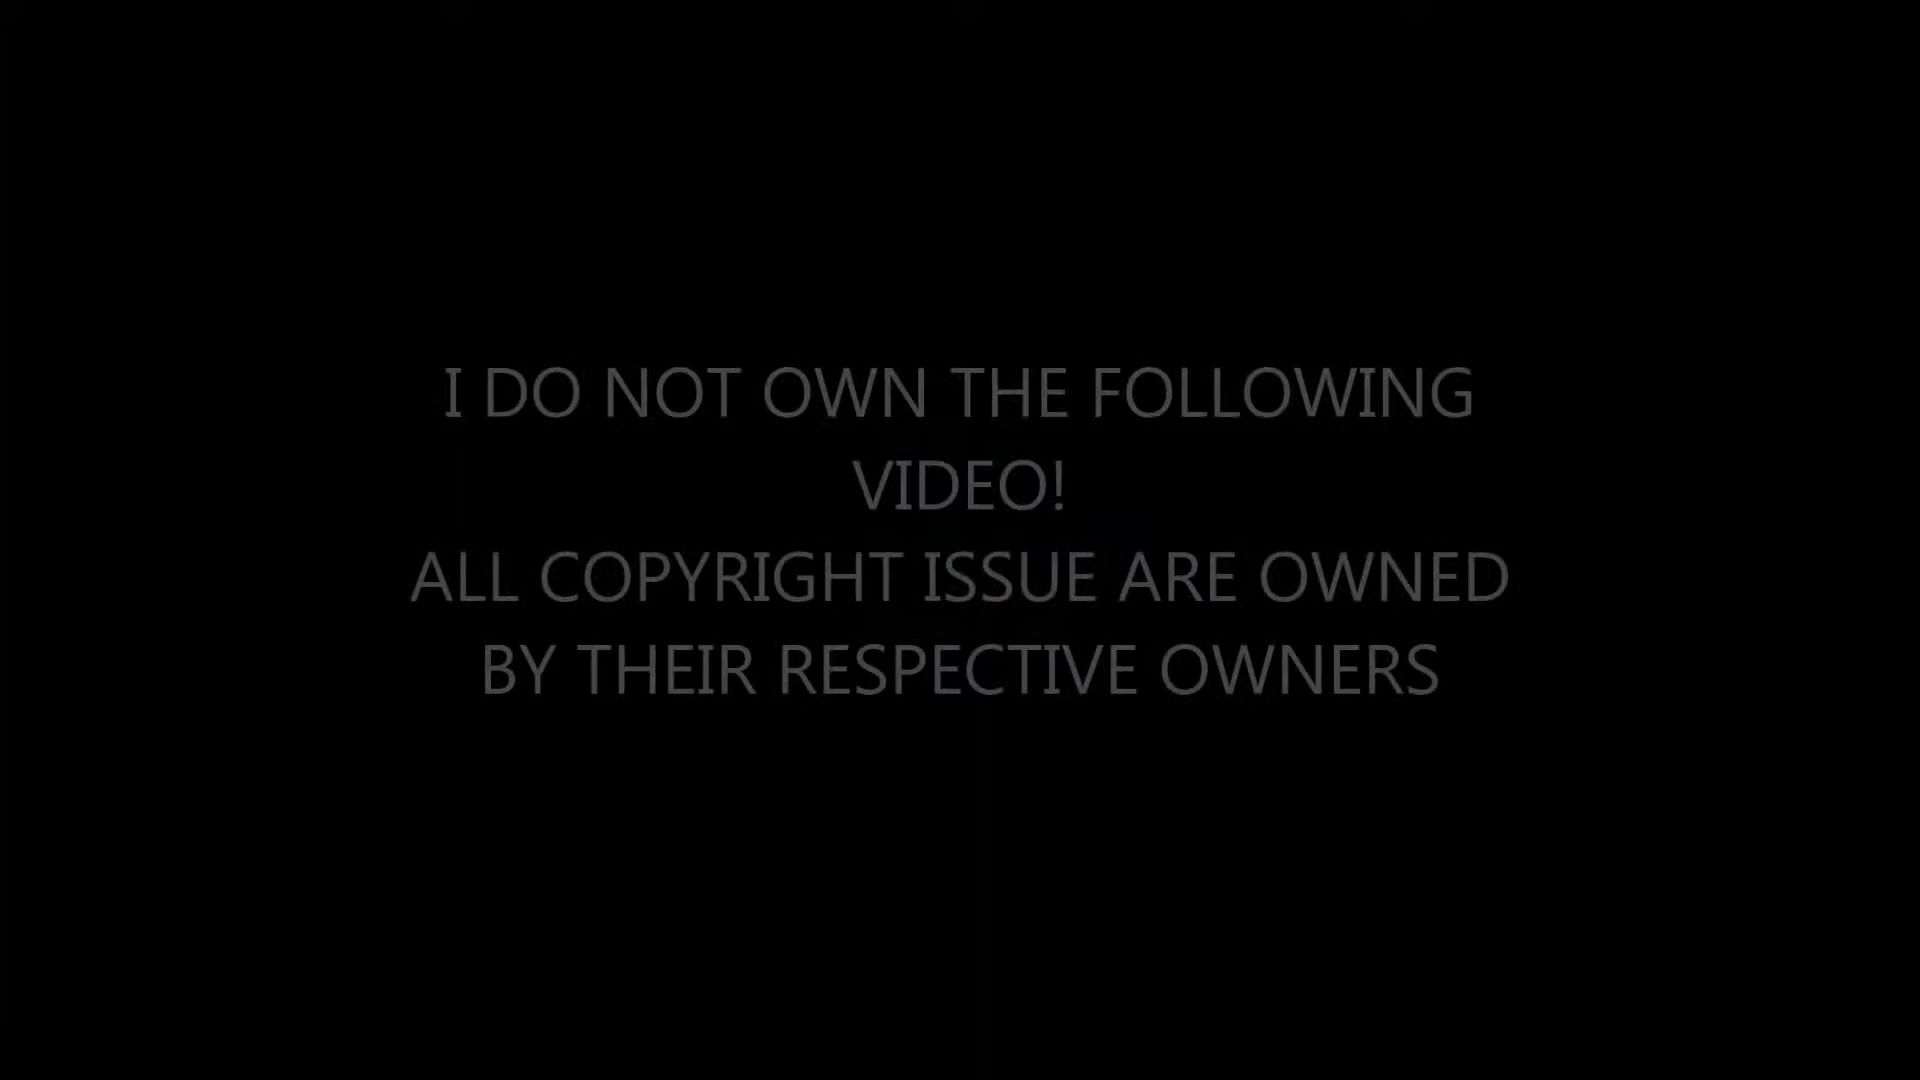 I DO NOT OWN THE FOLLOWING
VIDEO!
ALL COPYRIGHT ISSUE ARE OWNED
BY THEIR RESPECTIVE OWNERS